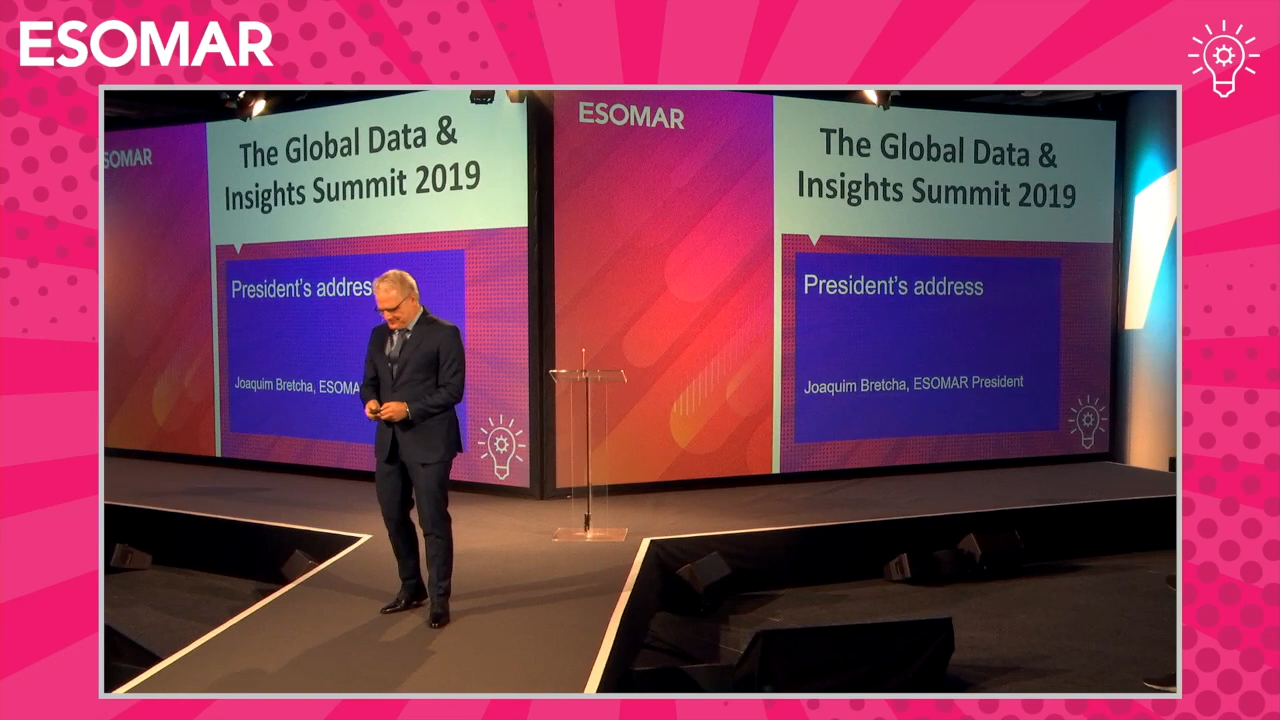 ESOMAR
SOMAR
The Global Data &
Insights Summit 2019
President's addres
Joaquim Bretcha, ESOMA
ESOMAR
The Global Data &
Insights Summit 2019
President's address
Joaquim Bretcha, ESOMAR President